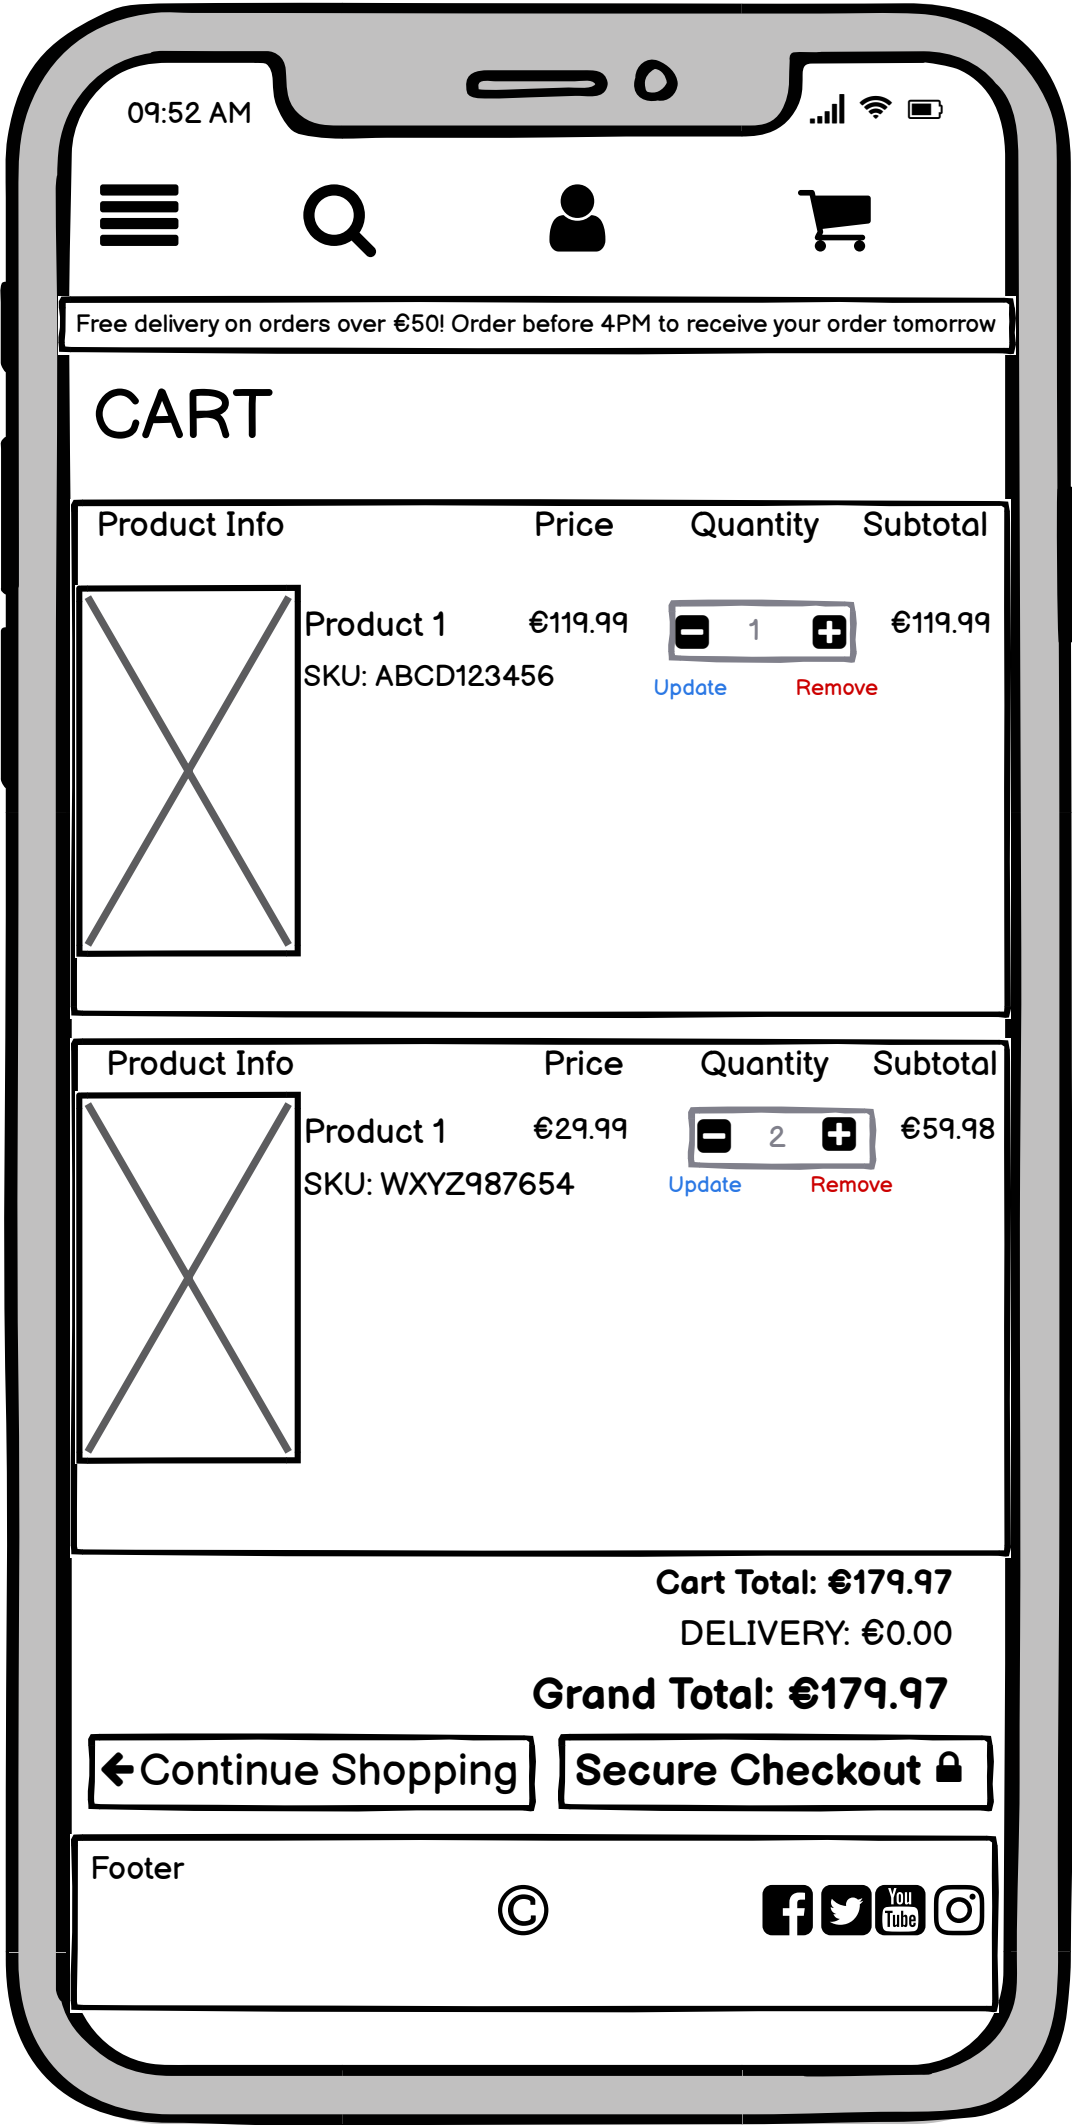 09:52 AM
Free delivery on orders over €50! Order before 4PM to receive your order tomorrow
CART
Product Info Price Quantity Subtotal
Product 1 €119.99 1 €119.99
SKU: ABCD123456
Update Remove
Product Info Price Quantity Subtotal
Product 1 €29.99 2 €59.98
SKU: WXYZ987654
Update Remove
Cart Total: €179.97
DELIVERY: €0.00
Grand Total: €179.97
Continue Shopping Secure Checkout
Footer
©
You
Tube